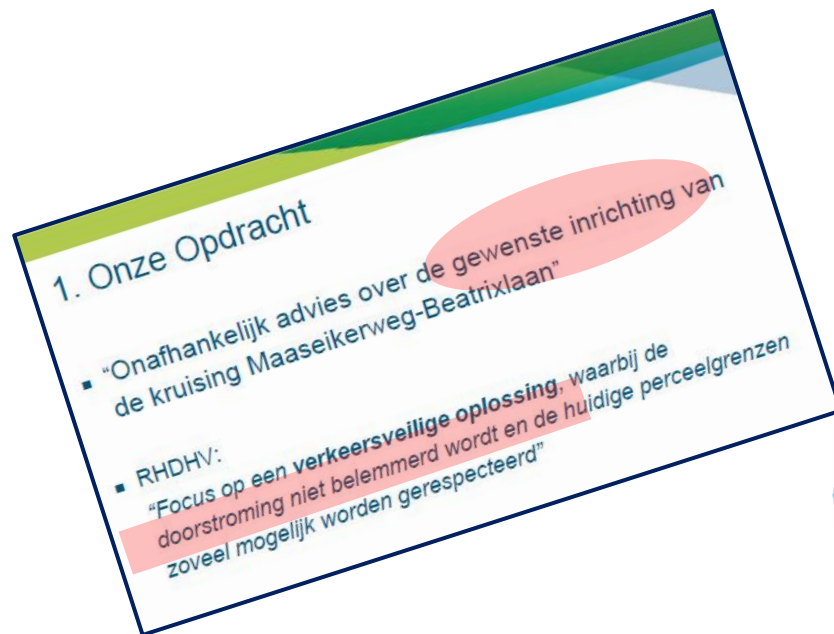 1. Onze Opdracht
▪ “Onafhankelijk advies over de gewenste inrichting van
de kruising Maaseikerweg-Beatrixlaan”
▪ RHDHV:
“Focus op een verkeersveilige oplossing, waarbij de
doorstroming niet belemmerd wordt en de huidige perceelgrenzen
zoveel mogelijk worden gerespecteerd”